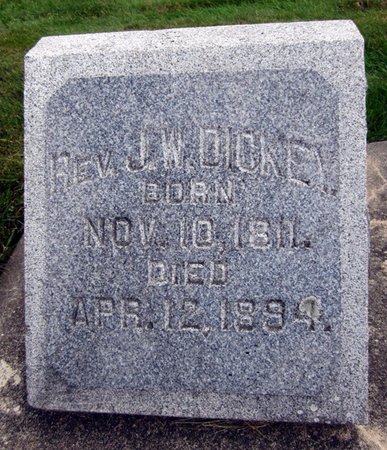 REV. J.W. DICKEY.
BORN
NOV. 10, 1811.
DIED
APR. 12, 1894.